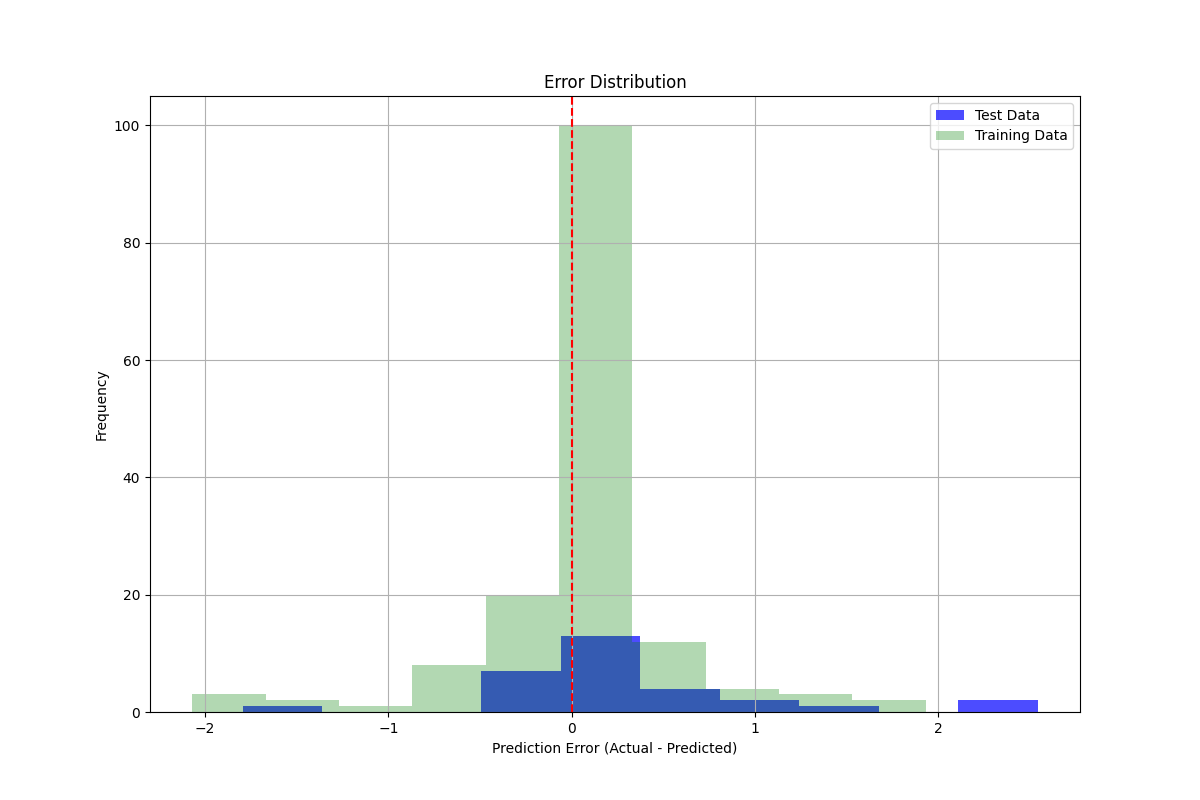 Error Distribution
Test Data
Training Data
100
80
60
40
20
0
Frequency
−2
−1
0
1
2
Prediction Error (Actual - Predicted)